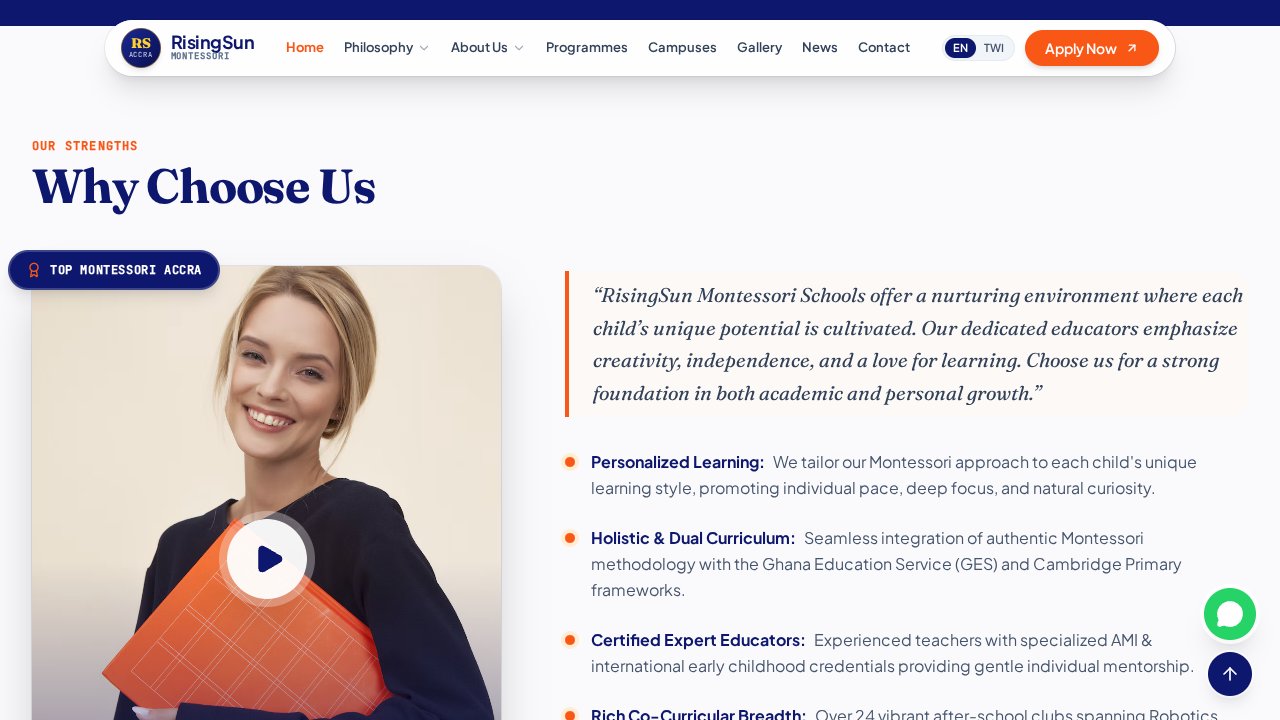 RS
ACCRA
RisingSun
MONTESSORI
Home
Philosophy
About Us
Programmes
Campuses
Gallery
News
Contact
EN
TWI
Apply Now
OUR STRENGTHS
Why Choose Us
TOP MONTESSORI ACCRA
“RisingSun Montessori Schools offer a nurturing environment where each
child’s unique potential is cultivated. Our dedicated educators emphasize
creativity, independence, and a love for learning. Choose us for a strong
foundation in both academic and personal growth.”
Personalized Learning: We tailor our Montessori approach to each child's unique
learning style, promoting individual pace, deep focus, and natural curiosity.
Holistic & Dual Curriculum: Seamless integration of authentic Montessori
methodology with the Ghana Education Service (GES) and Cambridge Primary
frameworks.
Certified Expert Educators: Experienced teachers with specialized AMI &
international early childhood credentials providing gentle individual mentorship.
Rich Co-Curricular Breadth: Over 24 vibrant after-school clubs spanning Robotics,